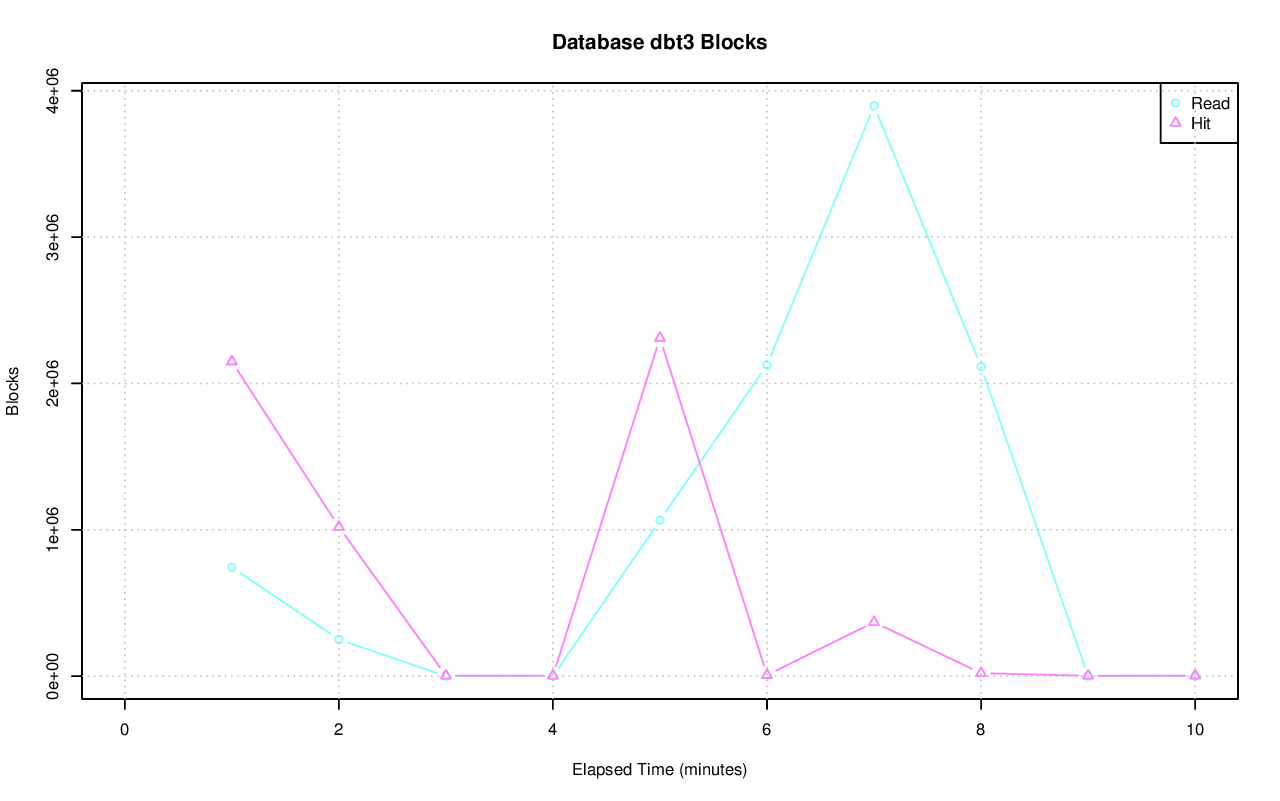 Database dbt3 Blocks
4e+06
3e+06
2e+06
1e+06
0e+00
Blocks
Read
Hit
0 2 4 6 8 10
Elapsed Time (minutes)